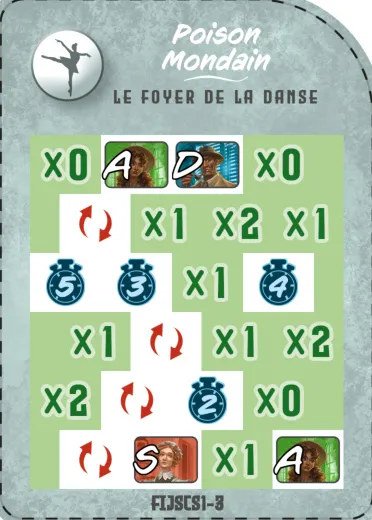 Poison
Mondain
LE FOYER DE LA DANSE
x0 A D x0
x1 x2 x1
5 3 x1 4
x1 x1 x2
x2 2 x0
S x1 A
FIJSCS1-3